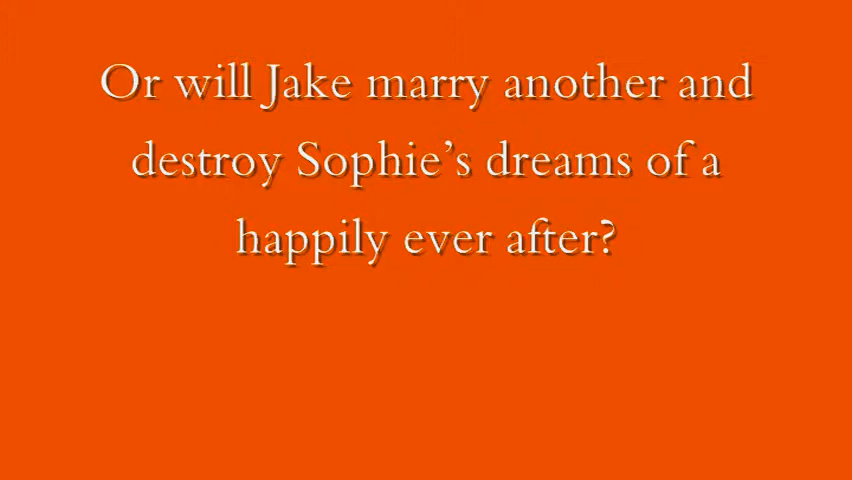 Or will Jake marry another and
destroy Sophie’s dreams of a
happily ever after?